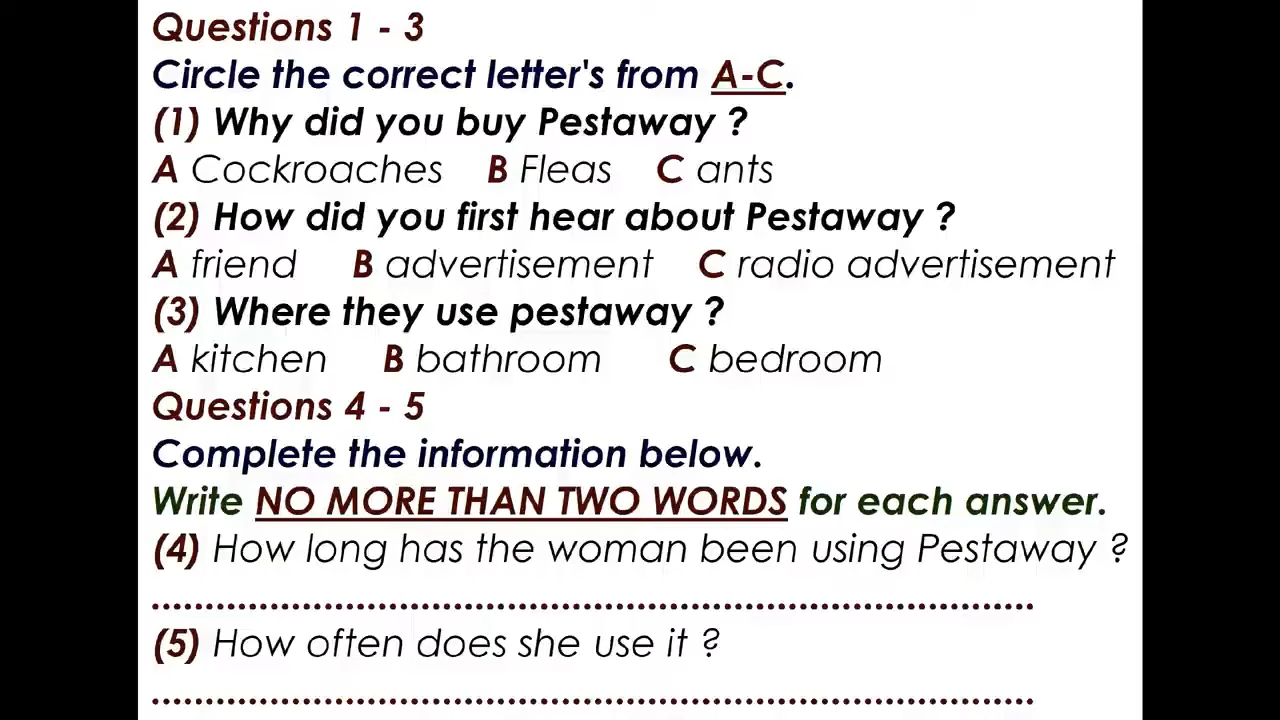 Questions 1 - 3
Circle the correct letter's from A-C.
(1) Why did you buy Pestaway ?
A Cockroaches B Fleas C ants
(2) How did you first hear about Pestaway ?
A friend B advertisement C radio advertisement
(3) Where they use pestaway ?
A kitchen B bathroom C bedroom
Questions 4 - 5
Complete the information below.
Write NO MORE THAN TWO WORDS for each answer.
(4) How long has the woman been using Pestaway ?
..................................................................................
(5) How often does she use it ?
..................................................................................